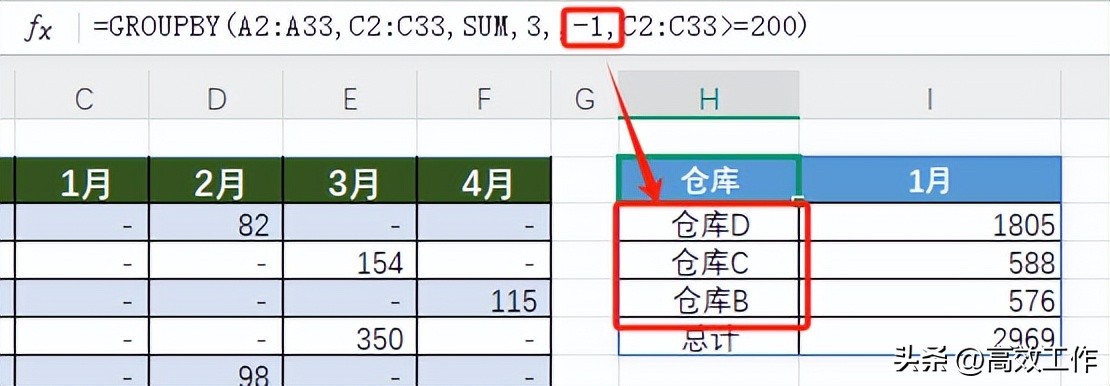 fx =GROUPBY(A2:A33,C2:C33,SUM,3,,-1,C2:C33>=200)
C D E F G H I
1月 2月 3月 4月 仓库 1月
- 82 - - 仓库D 1805
- - 154 - 仓库C 588
- - - 115 仓库B 576
- - 350 - 总计 2969
- 98 - -
头条 @高效工作